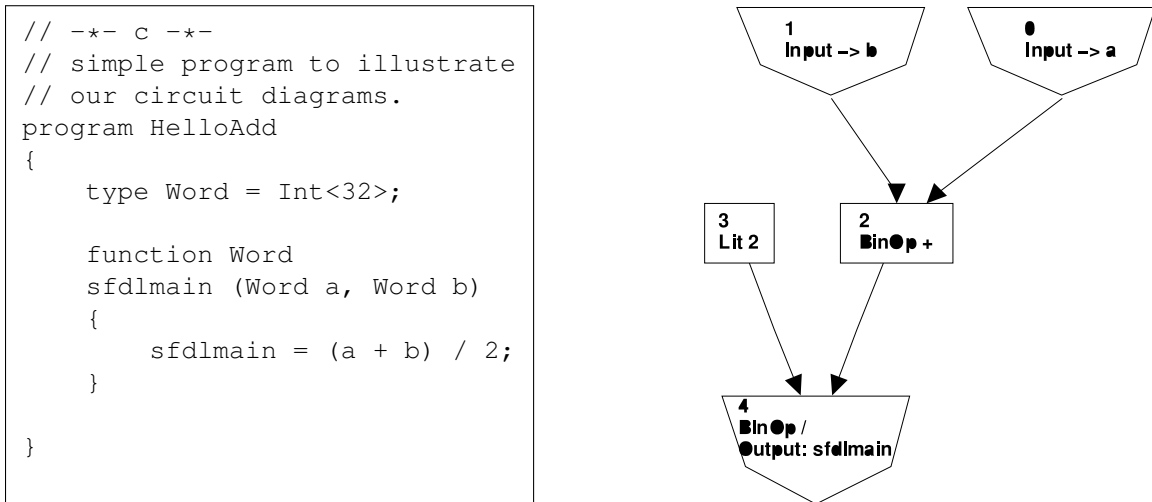 // -*- c -*-
// simple program to illustrate
// our circuit diagrams.
program HelloAdd
{
type Word = Int<32>;
function Word
sfdlmain (Word a, Word b)
{
sfdlmain = (a + b) / 2;
}
}
1
Input -> b
0
Input -> a
3
Lit 2
2
BinOp +
4
BinOp /
Output: sfdlmain